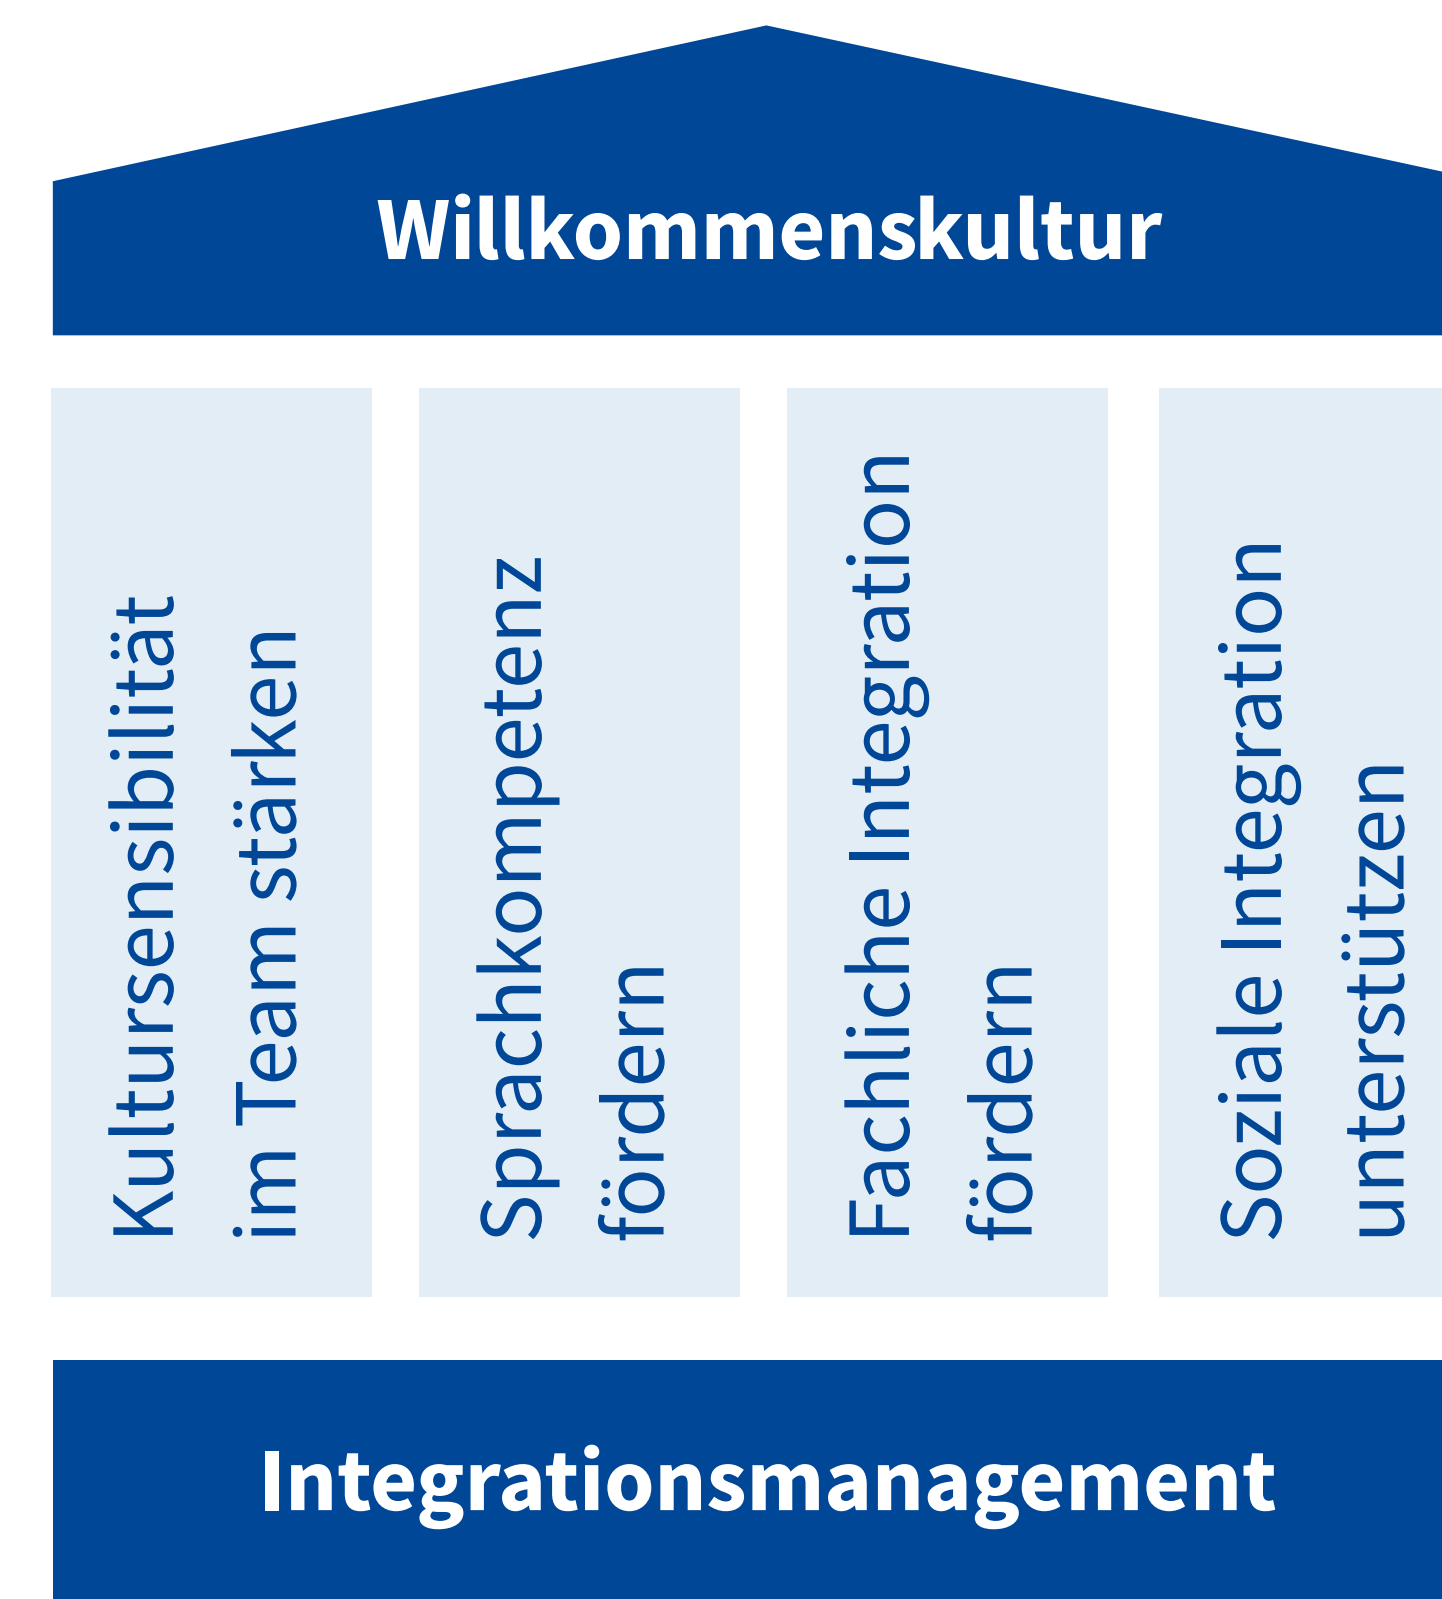 Willkommenskultur
Kultursensibilität
im Team stärken
Sprachkompetenz
fördern
Fachliche Integration
fördern
Soziale Integration
unterstützen
Integrationsmanagement